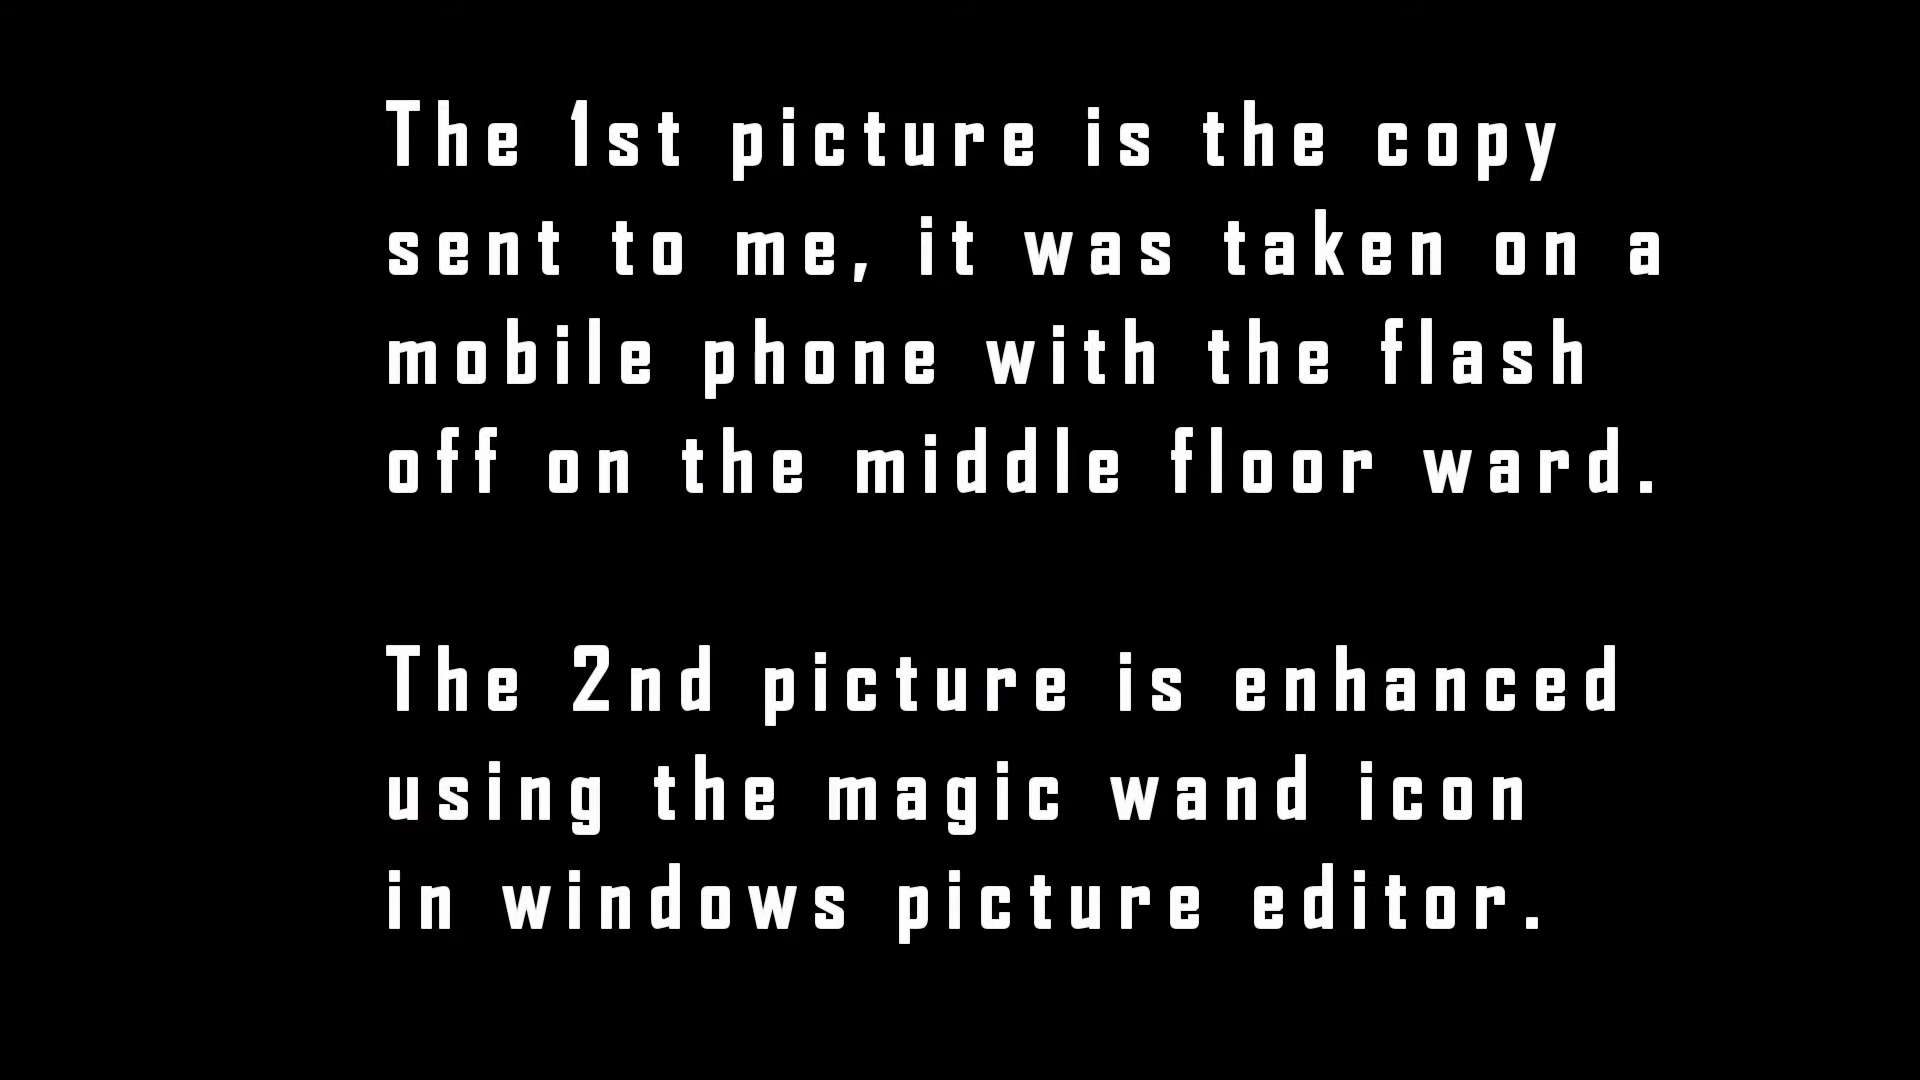 The 1st picture is the copy
sent to me, it was taken on a
mobile phone with the flash
off on the middle floor ward.
The 2nd picture is enhanced
using the magic wand icon
in windows picture editor.